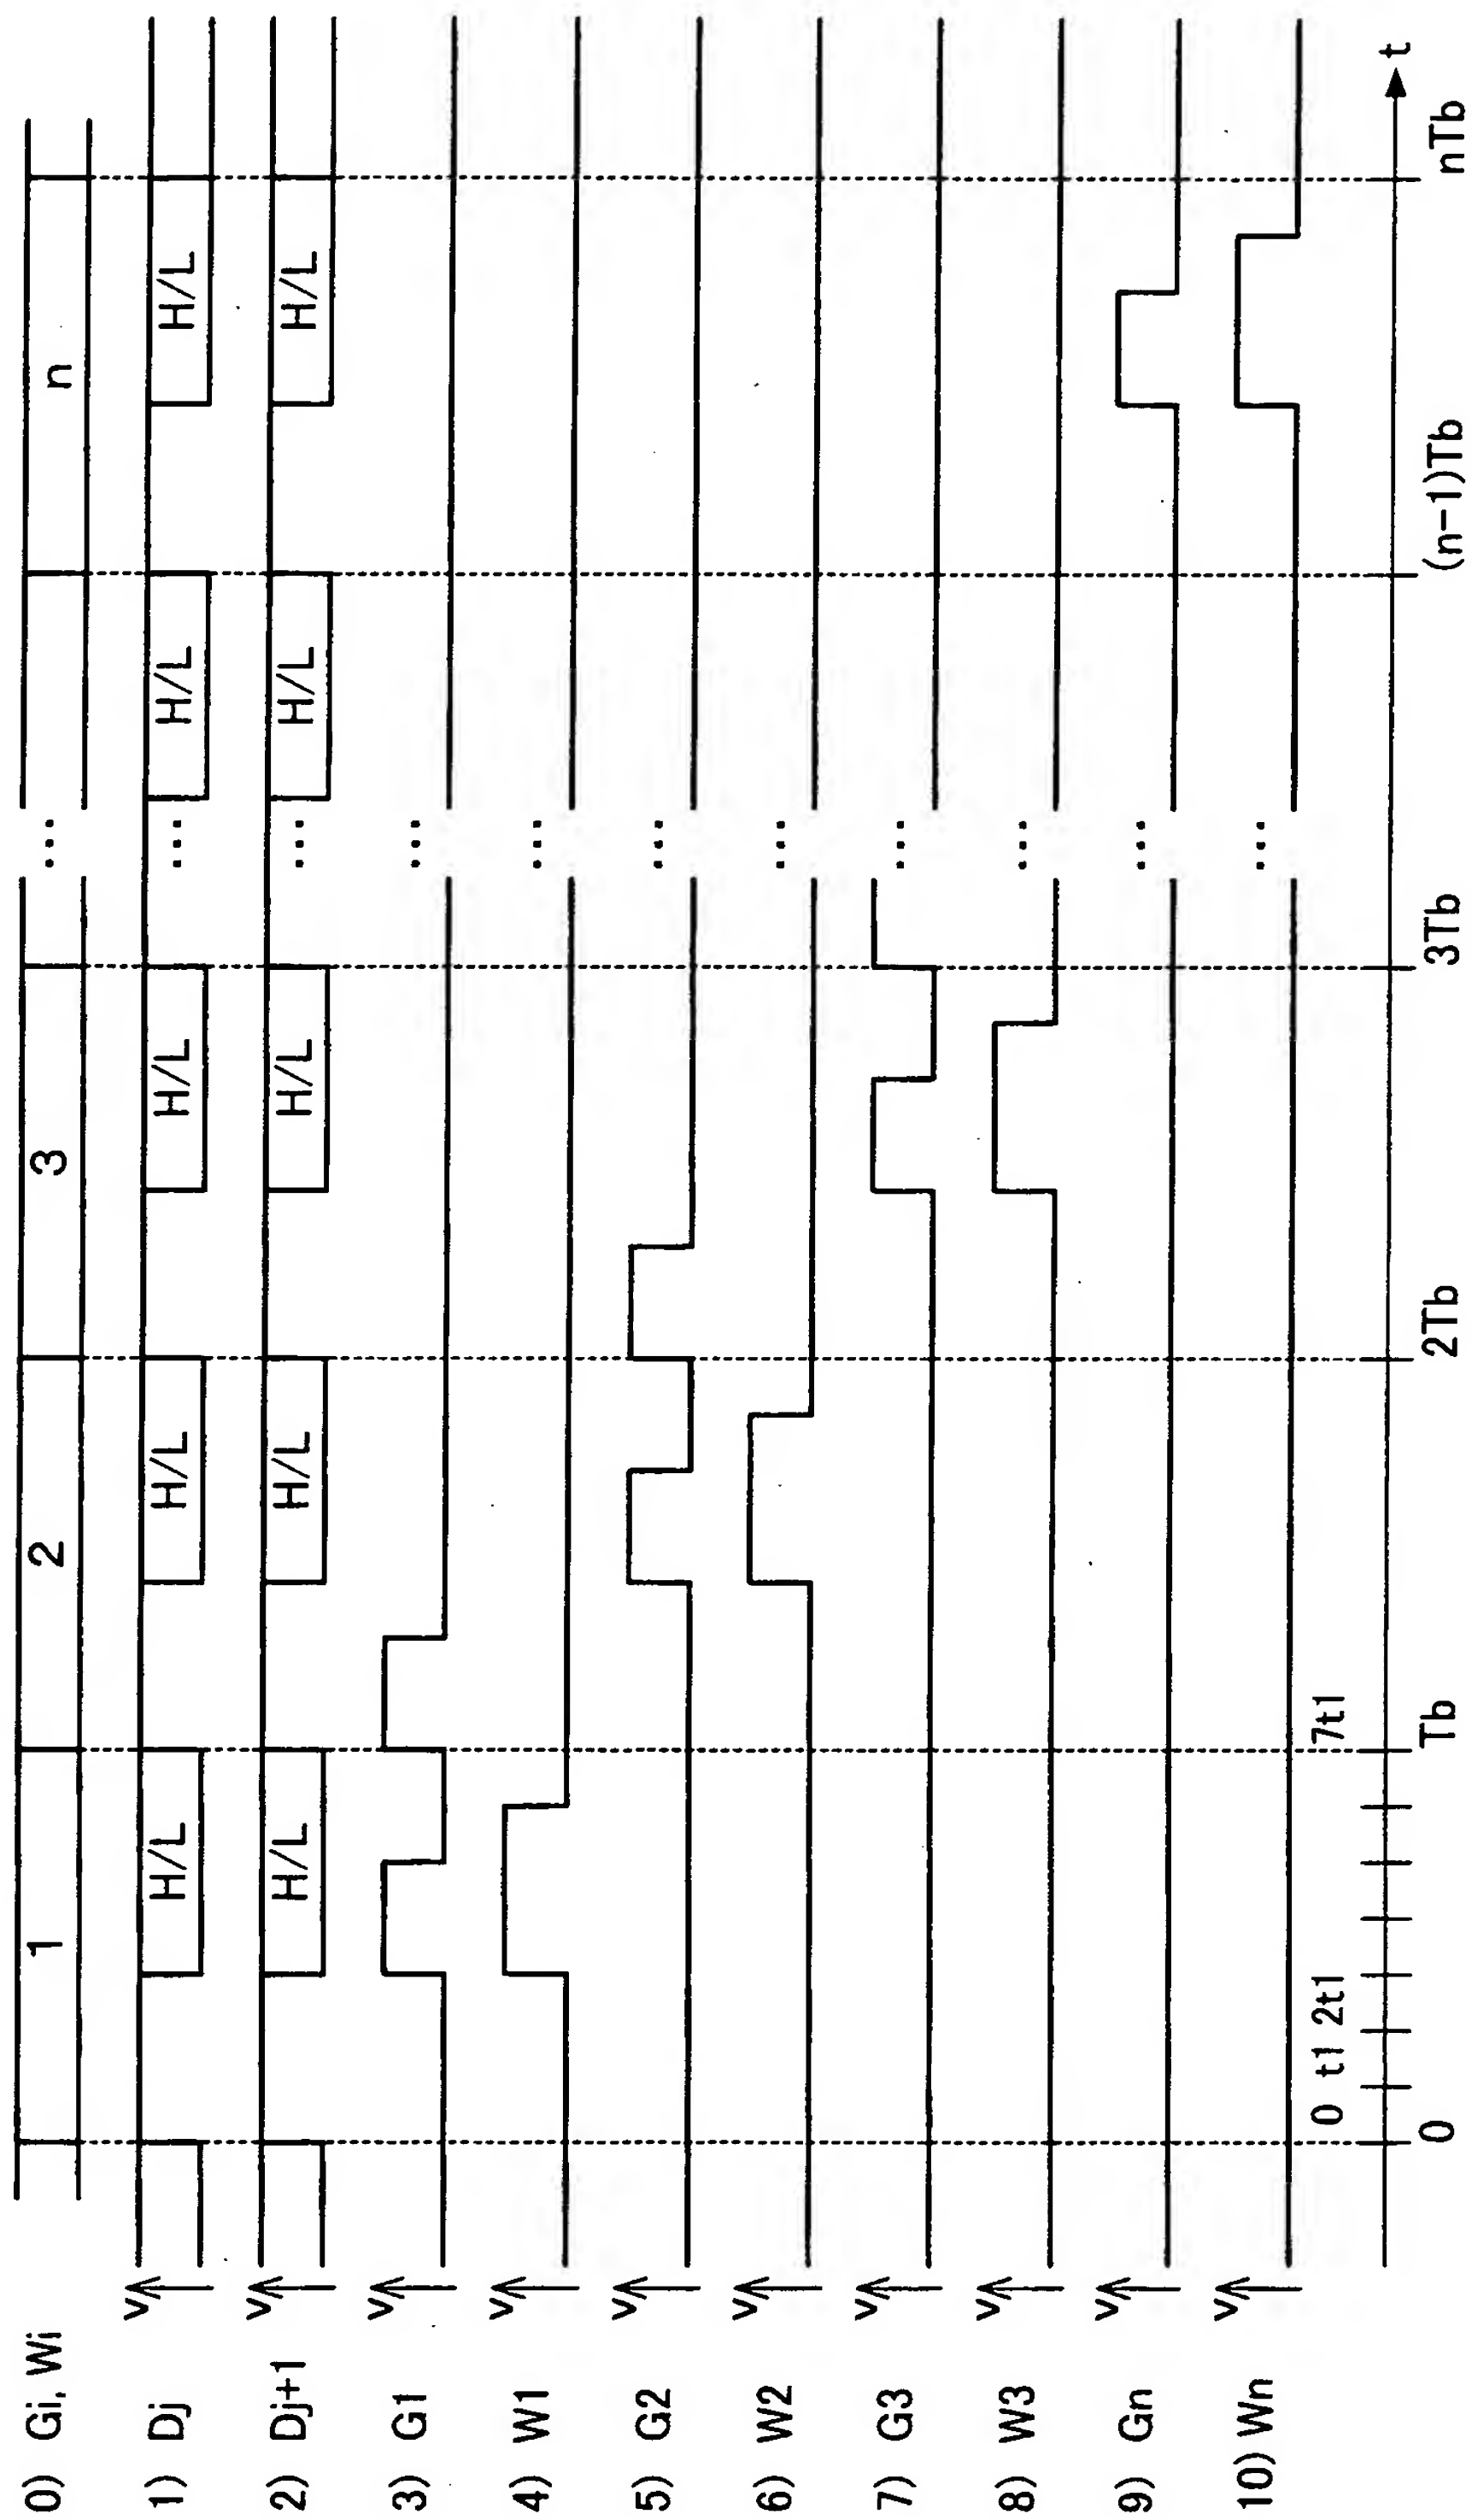 0) Gi, Wi 1 2 3 ... n
1) Dj V H/L H/L H/L ... H/L H/L
2) Dj+1 V H/L H/L H/L ... H/L H/L
3) G1 V ...
4) W1 V ...
5) G2 V ...
6) W2 V ...
7) G3 V ...
8) W3 V ...
9) Gn V ...
10) Wn V ...
0 t1 2t1 7t1
t
0 Tb 2Tb 3Tb (n-1)Tb nTb